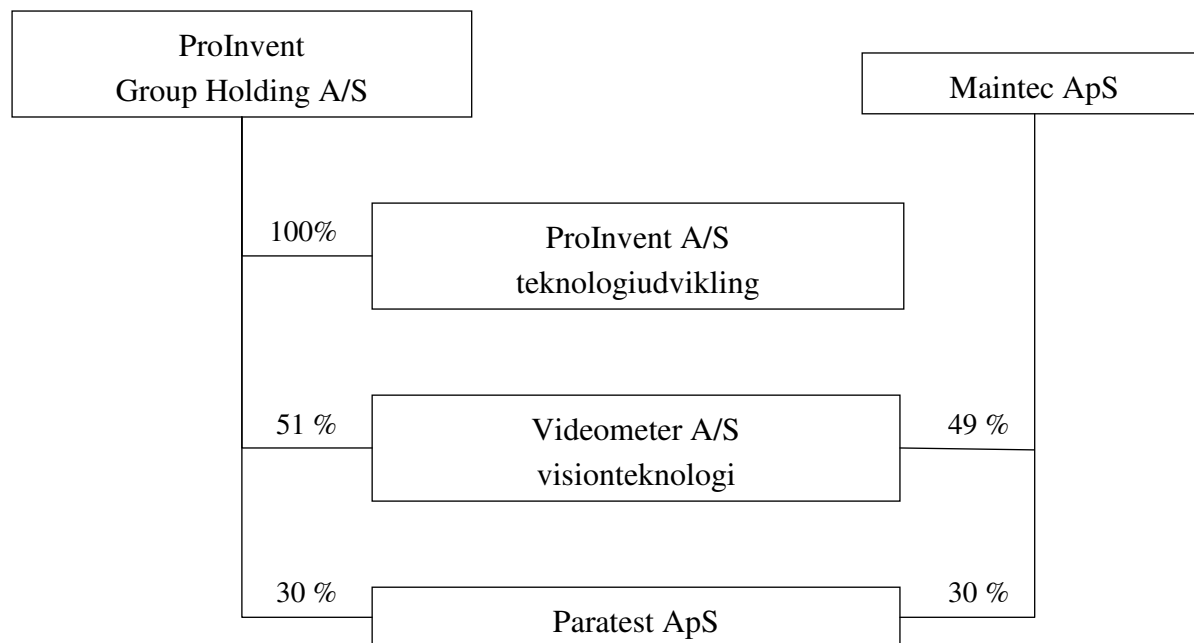 ProInvent
Group Holding A/S
Maintec ApS
100%
ProInvent A/S
teknologiudvikling
51 %
Videometer A/S
visionteknologi
49 %
30 %
Paratest ApS
30 %